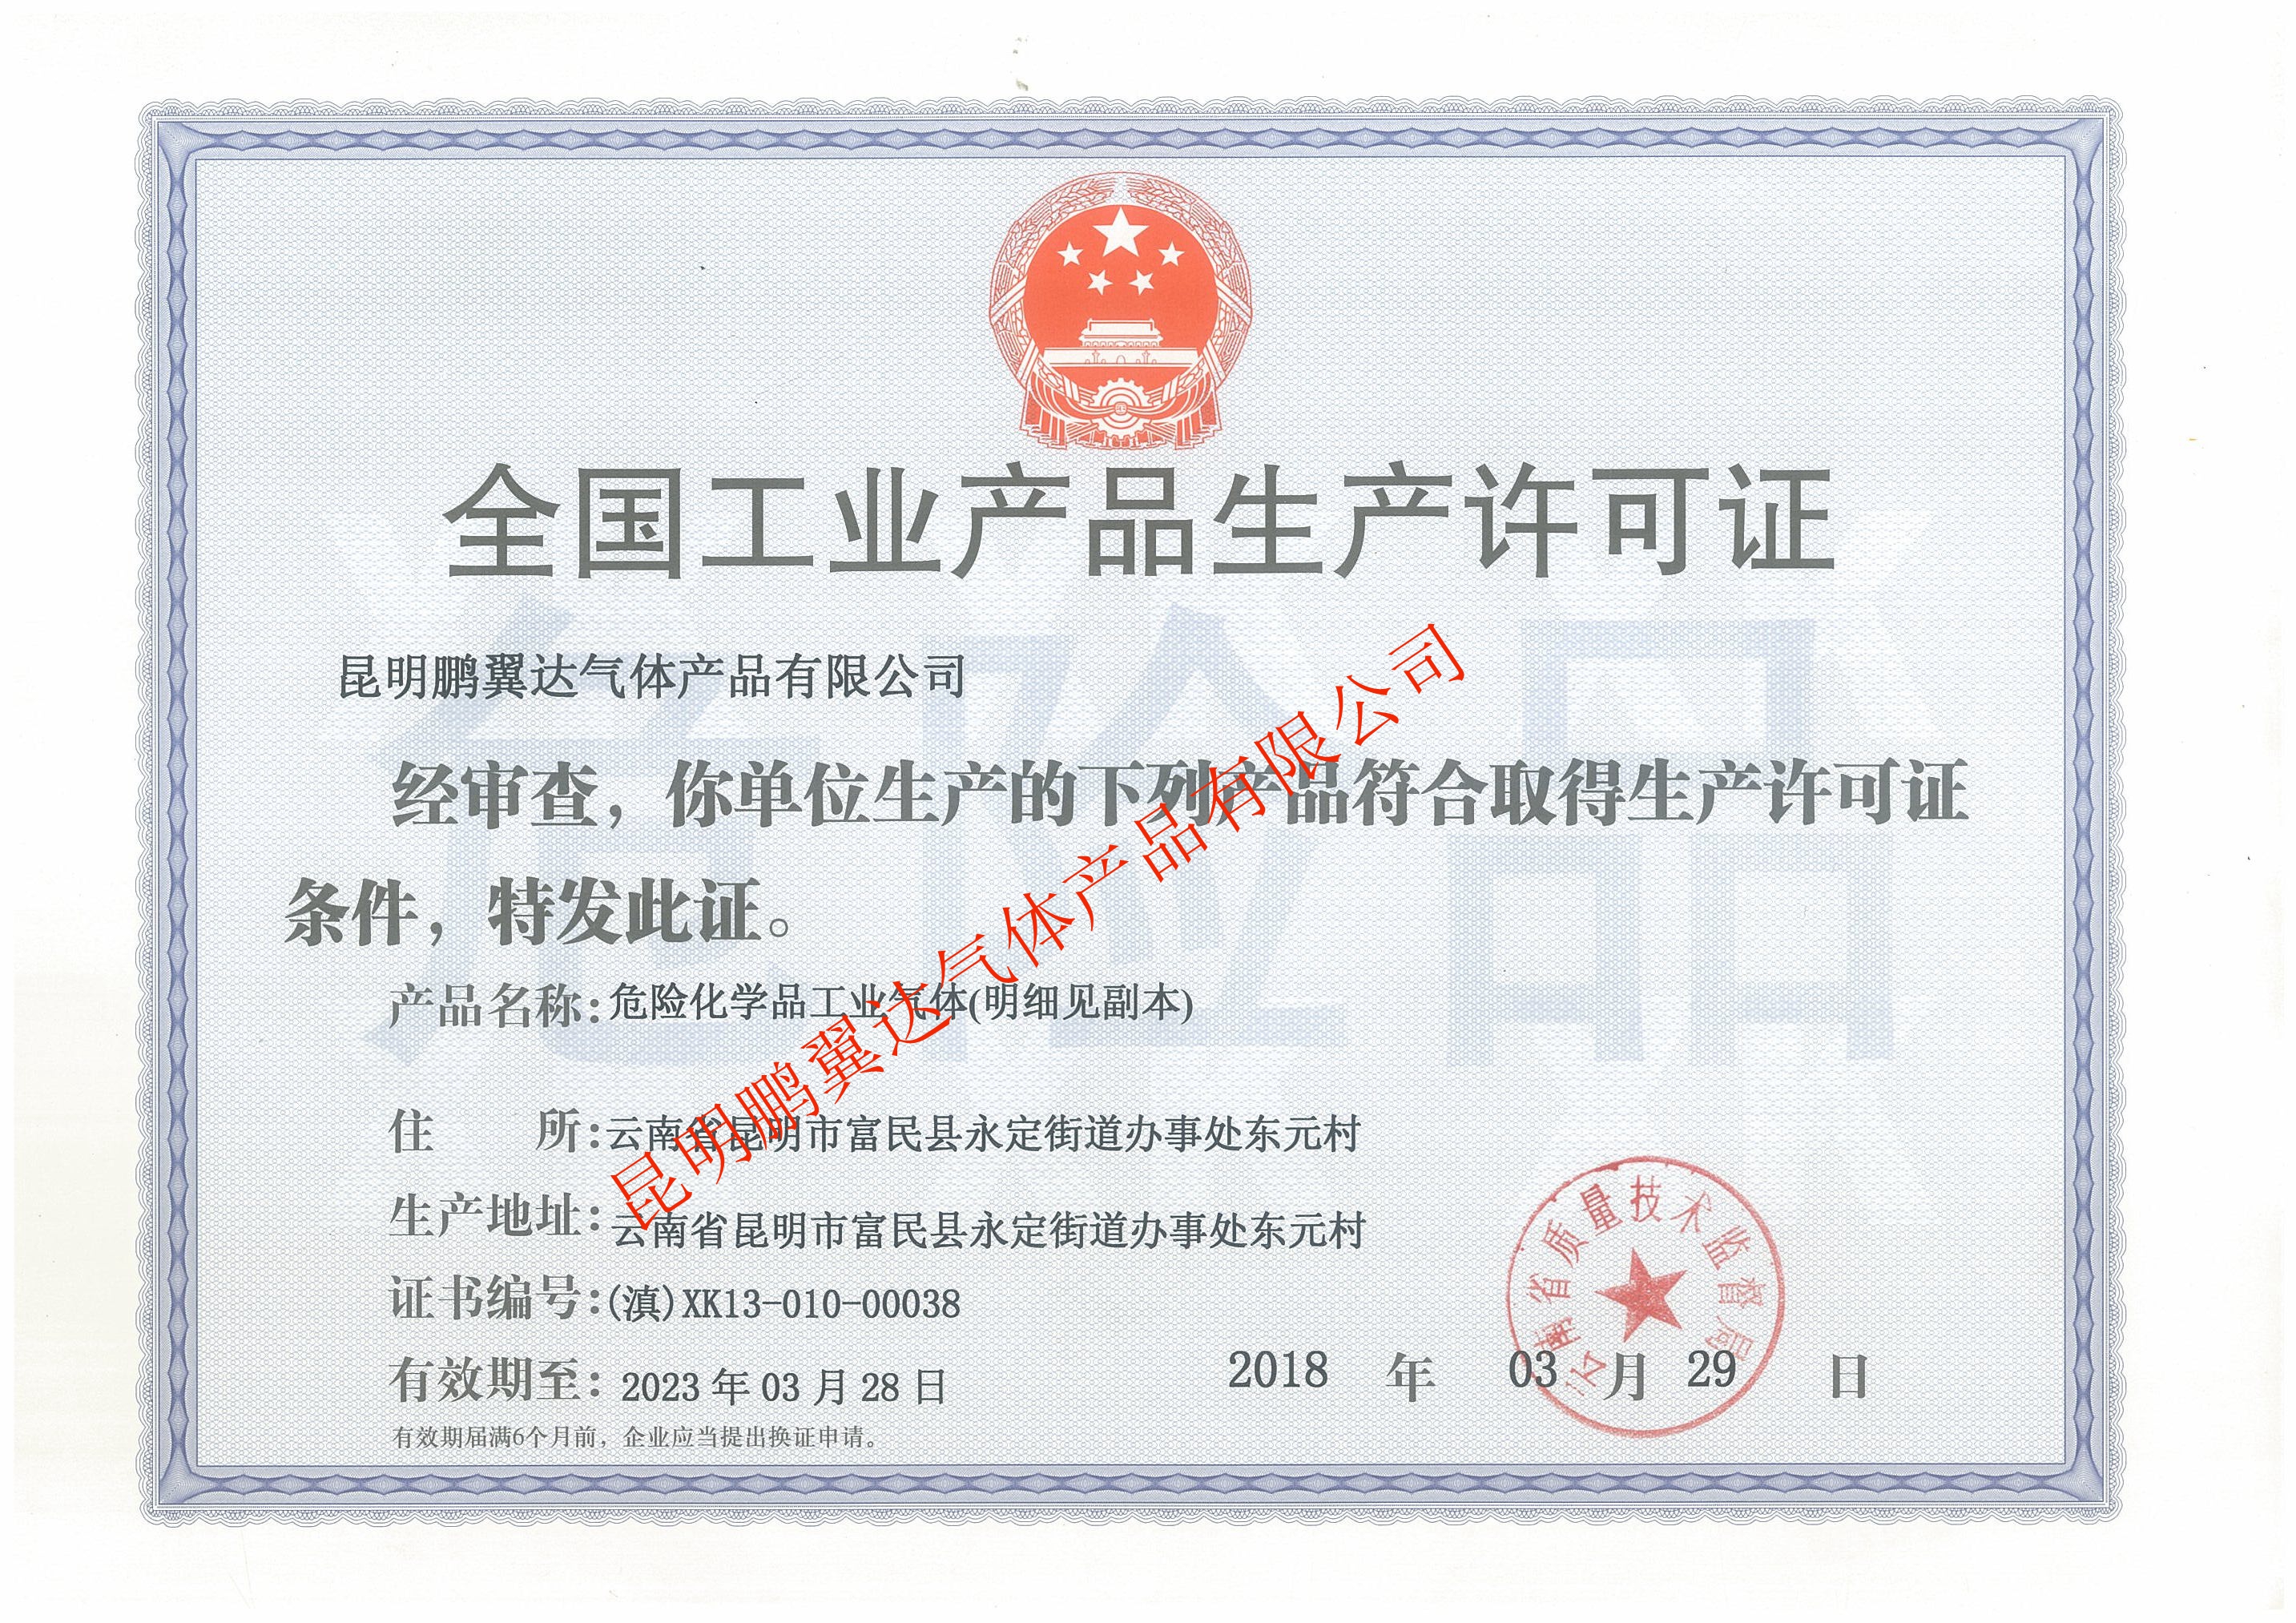 全国工业产品生产许可证
昆明鹏翼达气体产品有限公司
经审查，你单位生产的下列产品符合取得生产许可证
条件，特发此证。
产品名称：危险化学品工业气体(明细见副本)
住　　所：云南省昆明市富民县永定街道办事处东元村
生产地址：云南省昆明市富民县永定街道办事处东元村
证书编号：(滇)XK13-010-00038
有效期至：2023 年 03 月 28 日
2018 年 03 月 29 日
有效期届满6个月前，企业应当提出换证申请。
云南省质量技术监督局
昆明鹏翼达气体产品有限公司
危险品